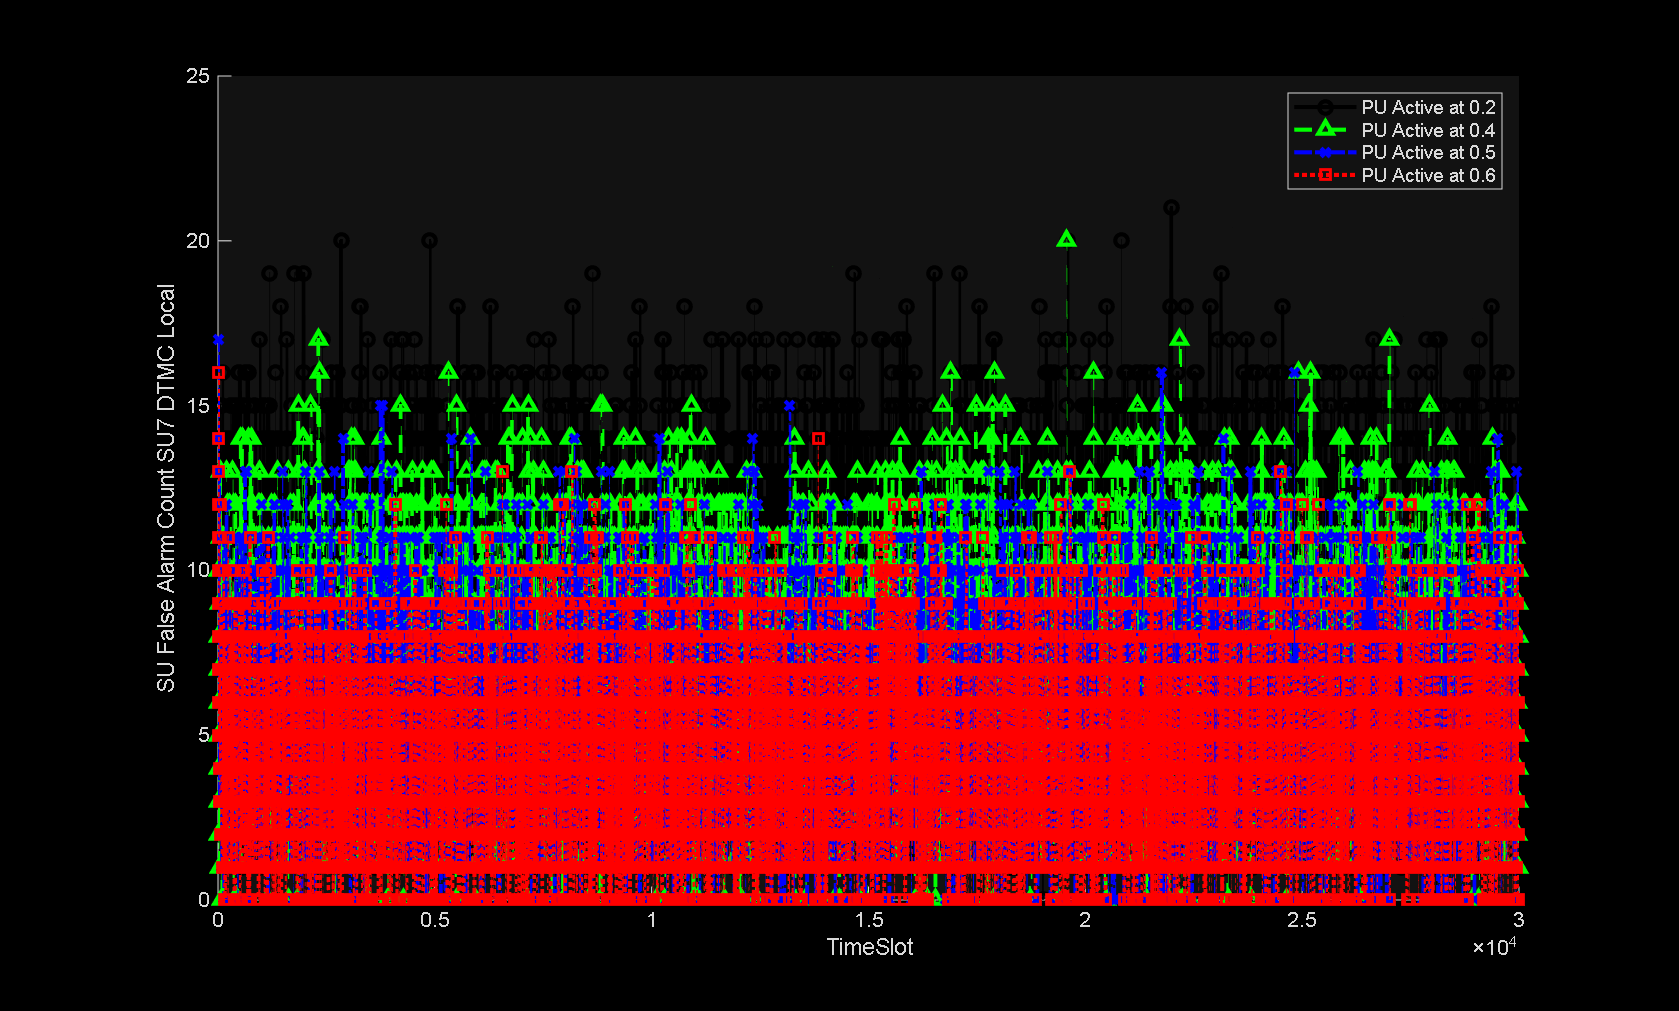 25
20
15
10
5
0
SU False Alarm Count SU7 DTMC Local
PU Active at 0.2
PU Active at 0.4
PU Active at 0.5
PU Active at 0.6
0 0.5 1 1.5 2 2.5 3
TimeSlot
×10⁴